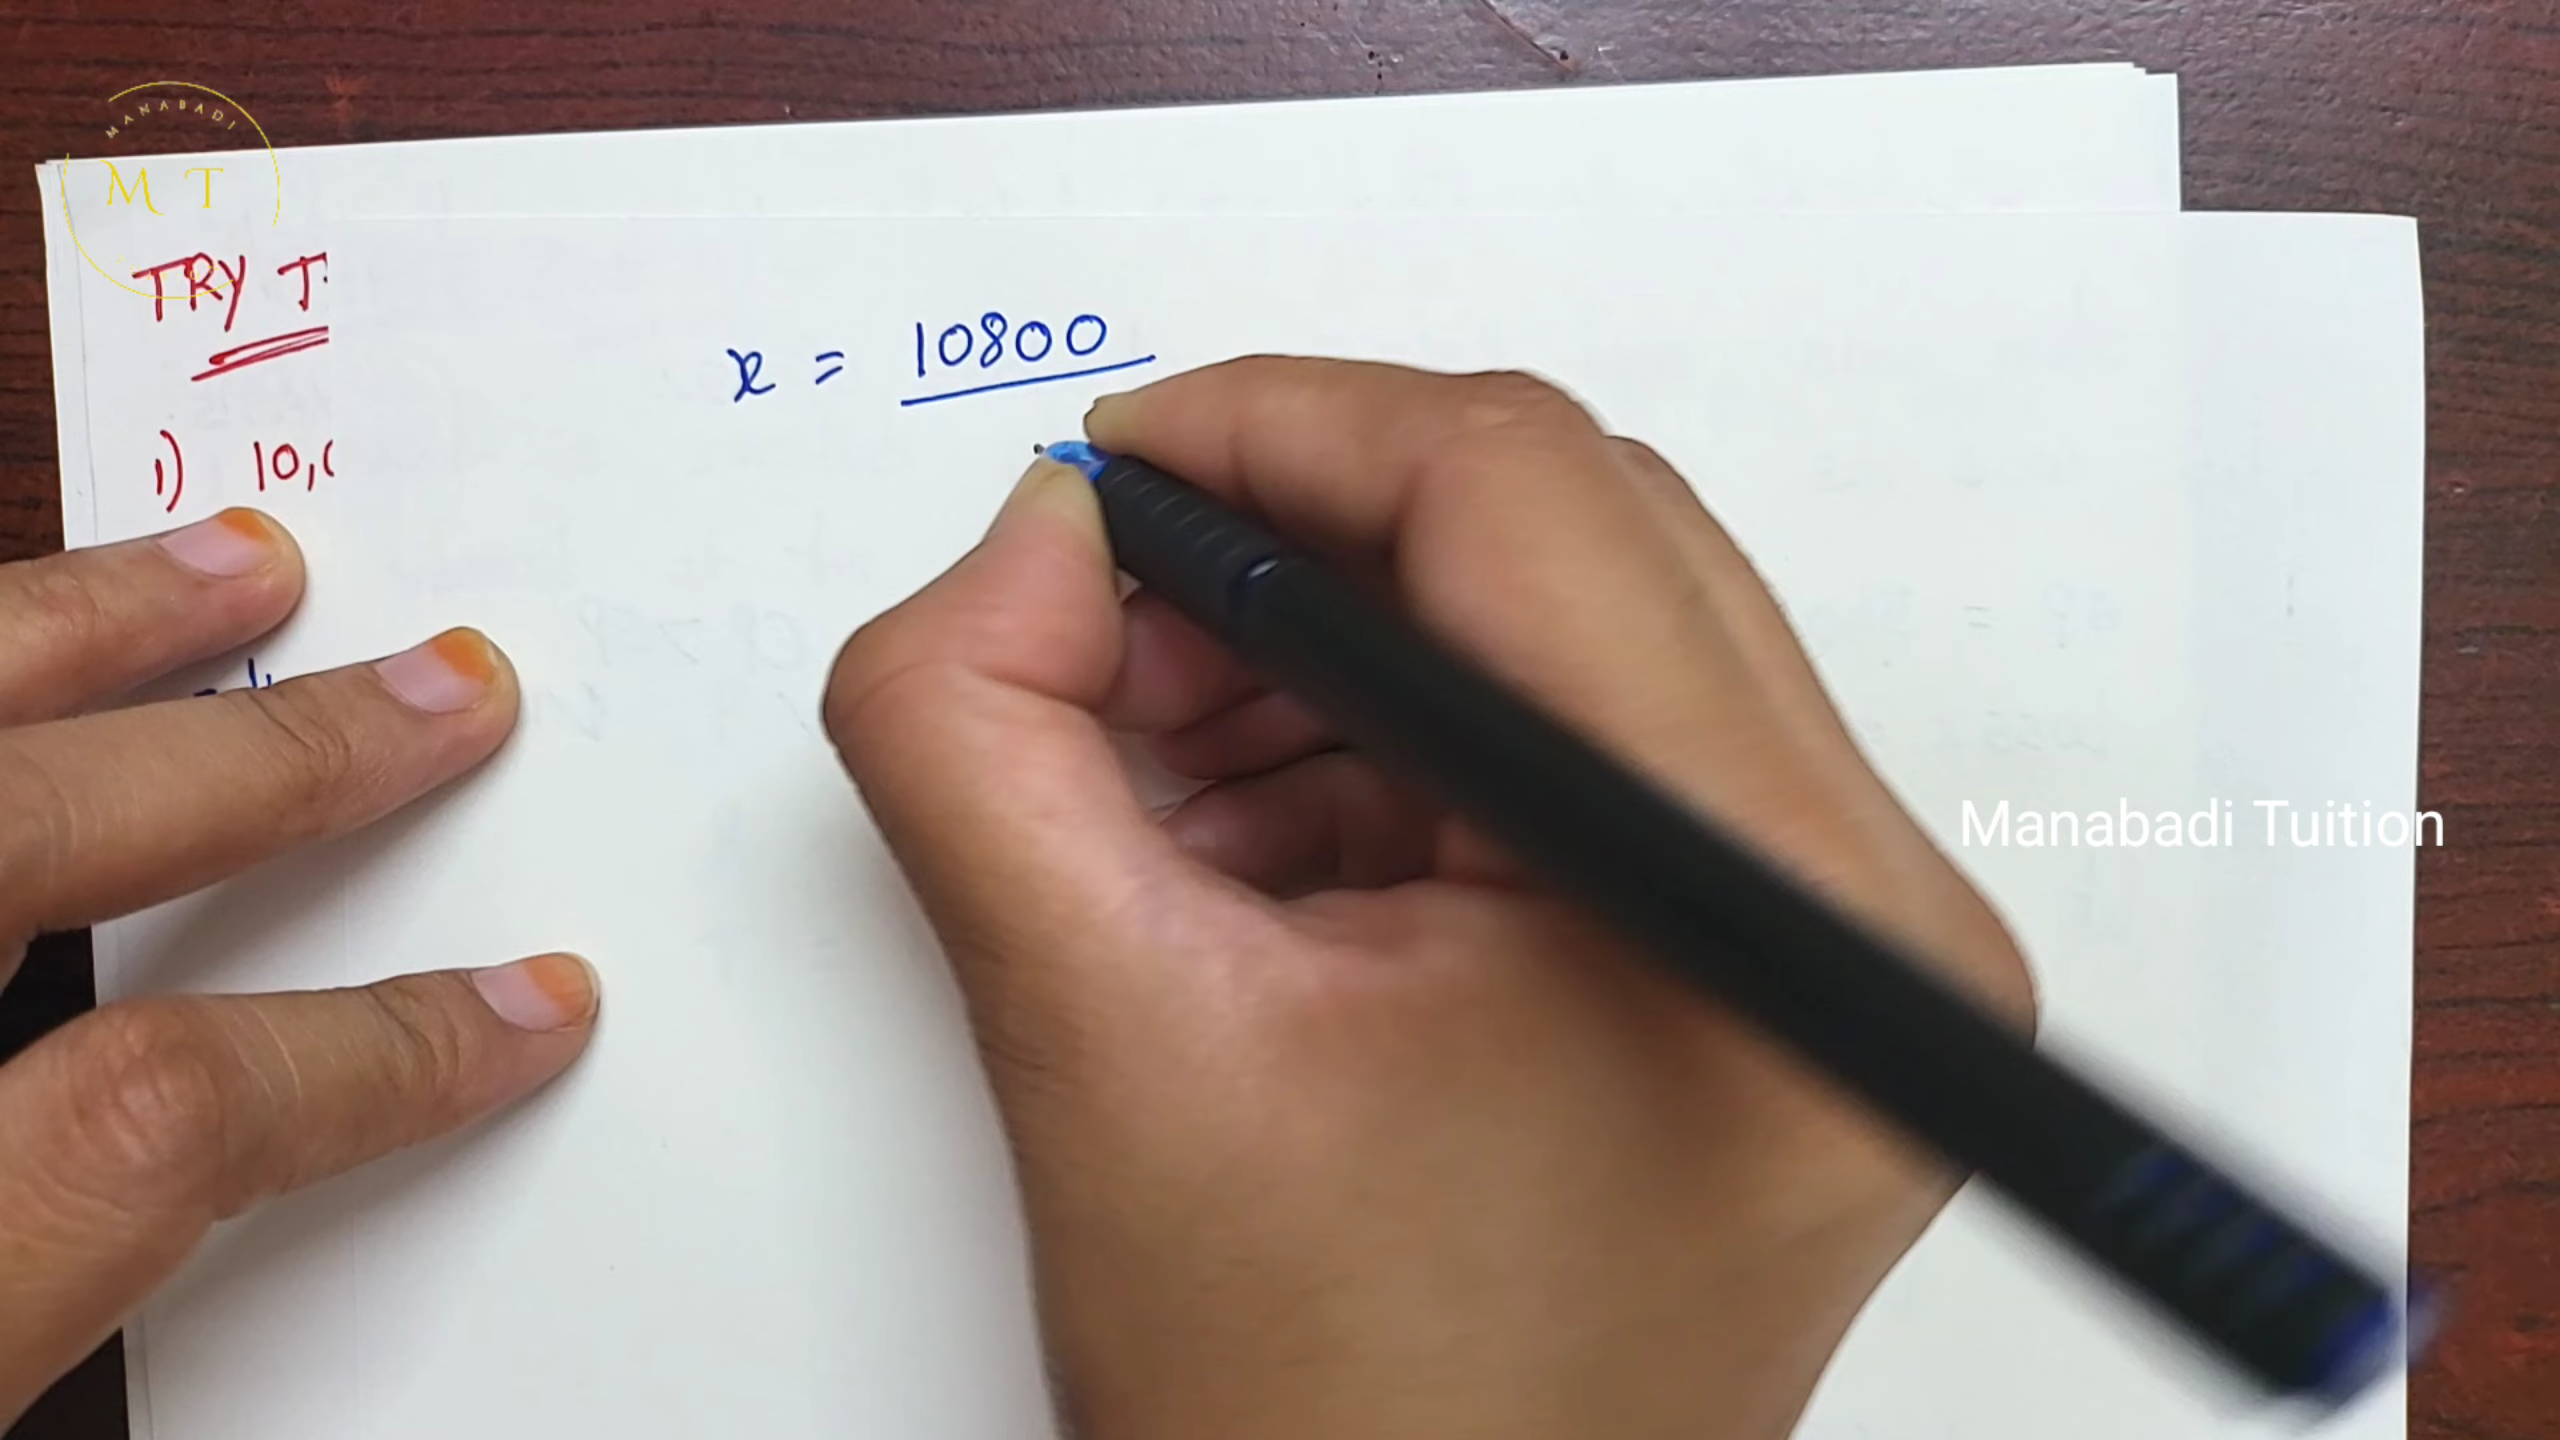 MANABADI
M T
TRY T
x = 10800
1) 10,
Manabadi Tuition